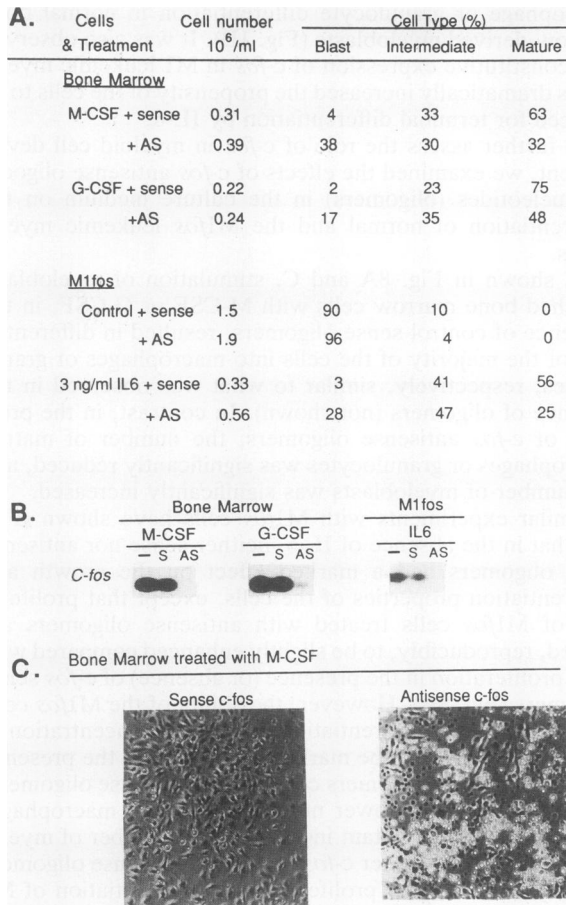 A.
Cells Cell number Cell Type (%)
& Treatment 10⁶/ml Blast Intermediate Mature
Bone Marrow
M-CSF + sense 0.31 4 33 63
+ AS 0.39 38 30 32
G-CSF + sense 0.22 2 23 75
+AS 0.24 17 35 48
M1fos
Control + sense 1.5 90 10 0
+ AS 1.9 96 4 0
3 ng/ml IL6 + sense 0.33 3 41 56
+ AS 0.56 28 47 25
B.
Bone Marrow M1fos
M-CSF G-CSF IL6
– S AS – S AS – S AS
C-fos
C.
Bone Marrow treated with M-CSF
Sense c-fos Antisense c-fos